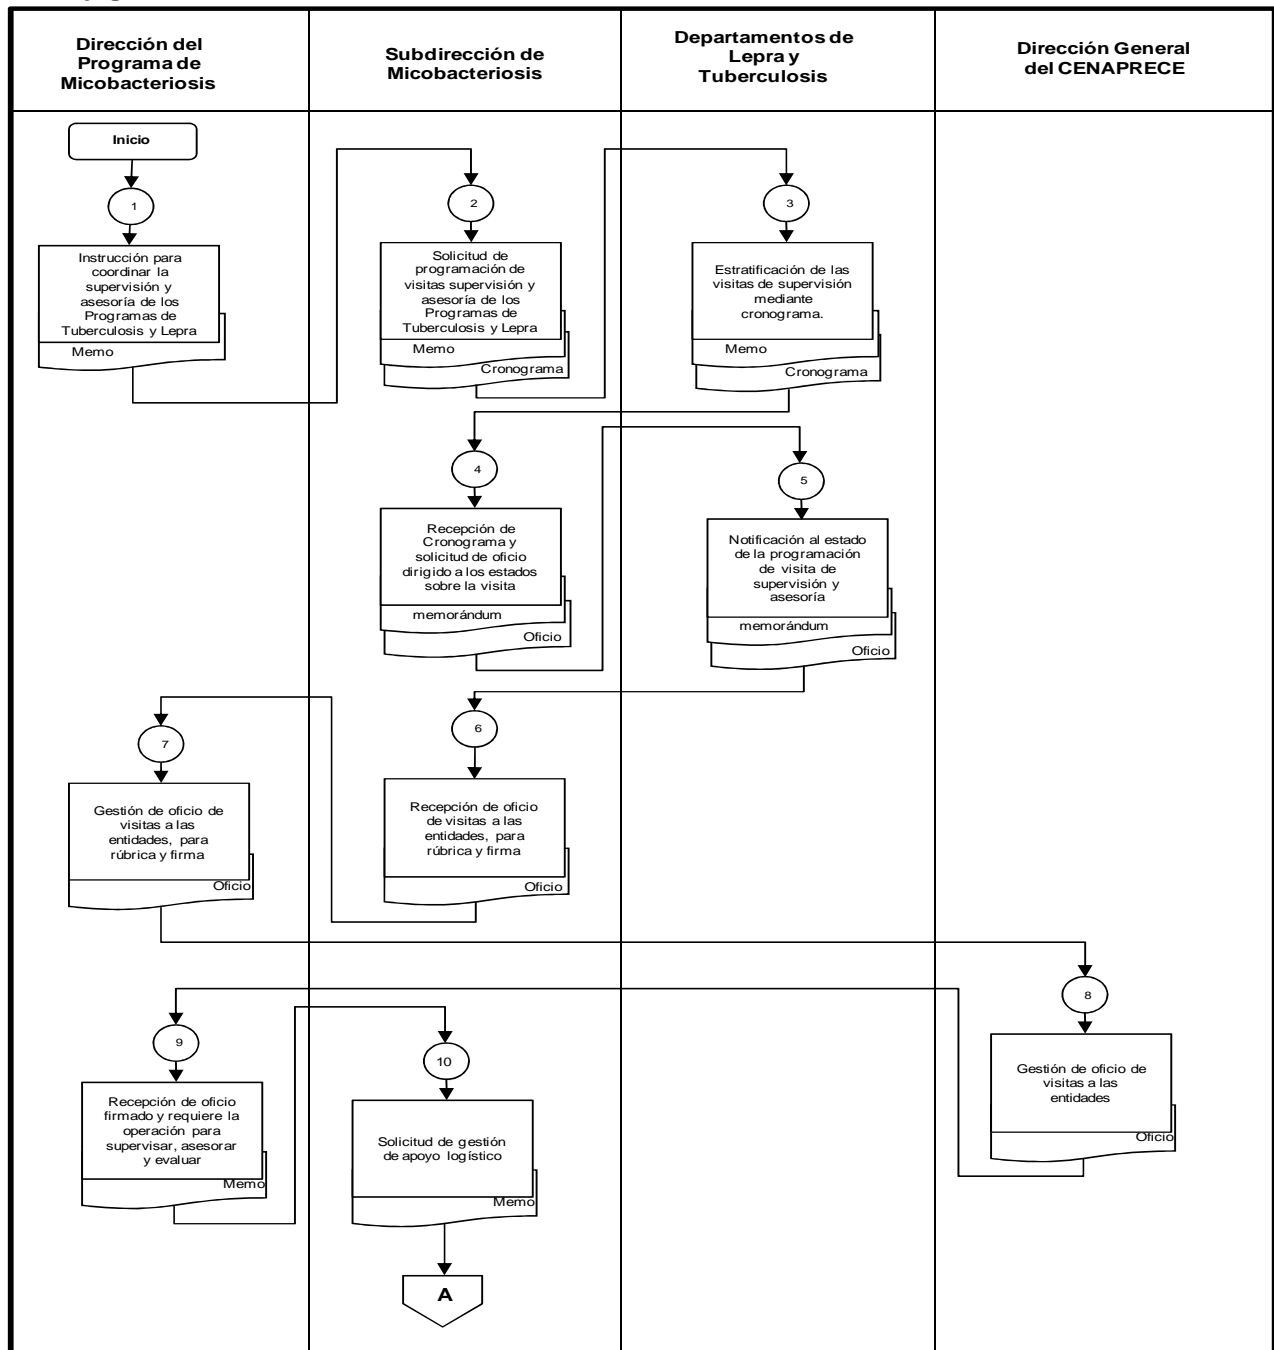 Dirección del
Programa de
Micobacteriosis
Subdirección de
Micobacteriosis
Departamentos de
Lepra y
Tuberculosis
Dirección General
del CENAPRECE
Inicio
1
Instrucción para
coordinar la
supervisión y
asesoría de los
Programas de
Tuberculosis y Lepra
Memo
2
Solicitud de
programación de
visitas supervisión y
asesoría de los
Programas de
Tuberculosis y Lepra
Memo
Cronograma
3
Estratificación de las
visitas de supervisión
mediante
cronograma.
Memo
Cronograma
4
Recepción de
Cronograma y
solicitud de oficio
dirigido a los estados
sobre la visita
memorándum
Oficio
5
Notificación al estado
de la programación
de visita de
supervisión y
asesoría
memorándum
Oficio
6
Recepción de oficio
de visitas a las
entidades, para
rúbrica y firma
Oficio
7
Gestión de oficio de
visitas a las
entidades, para
rúbrica y firma
Oficio
8
Gestión de oficio de
visitas a las
entidades
Oficio
9
Recepción de oficio
firmado y requiere la
operación para
supervisar, asesorar
y evaluar
Memo
10
Solicitud de gestión
de apoyo logístico
Memo
A